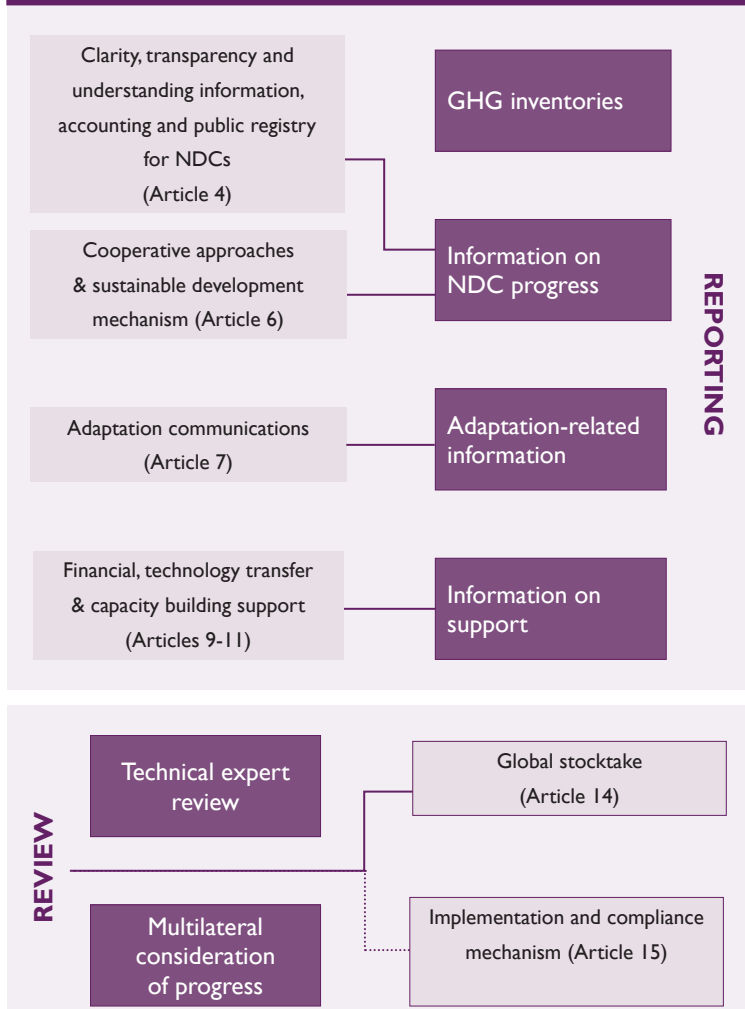 Clarity, transparency and
understanding information,
accounting and public registry
for NDCs
(Article 4)
GHG inventories
Cooperative approaches
& sustainable development
mechanism (Article 6)
Information on
NDC progress
REPORTING
Adaptation communications
(Article 7)
Adaptation-related
information
Financial, technology transfer
& capacity building support
(Articles 9-11)
Information on
support
REVIEW
Technical expert
review
Global stocktake
(Article 14)
Multilateral
consideration
of progress
Implementation and compliance
mechanism (Article 15)